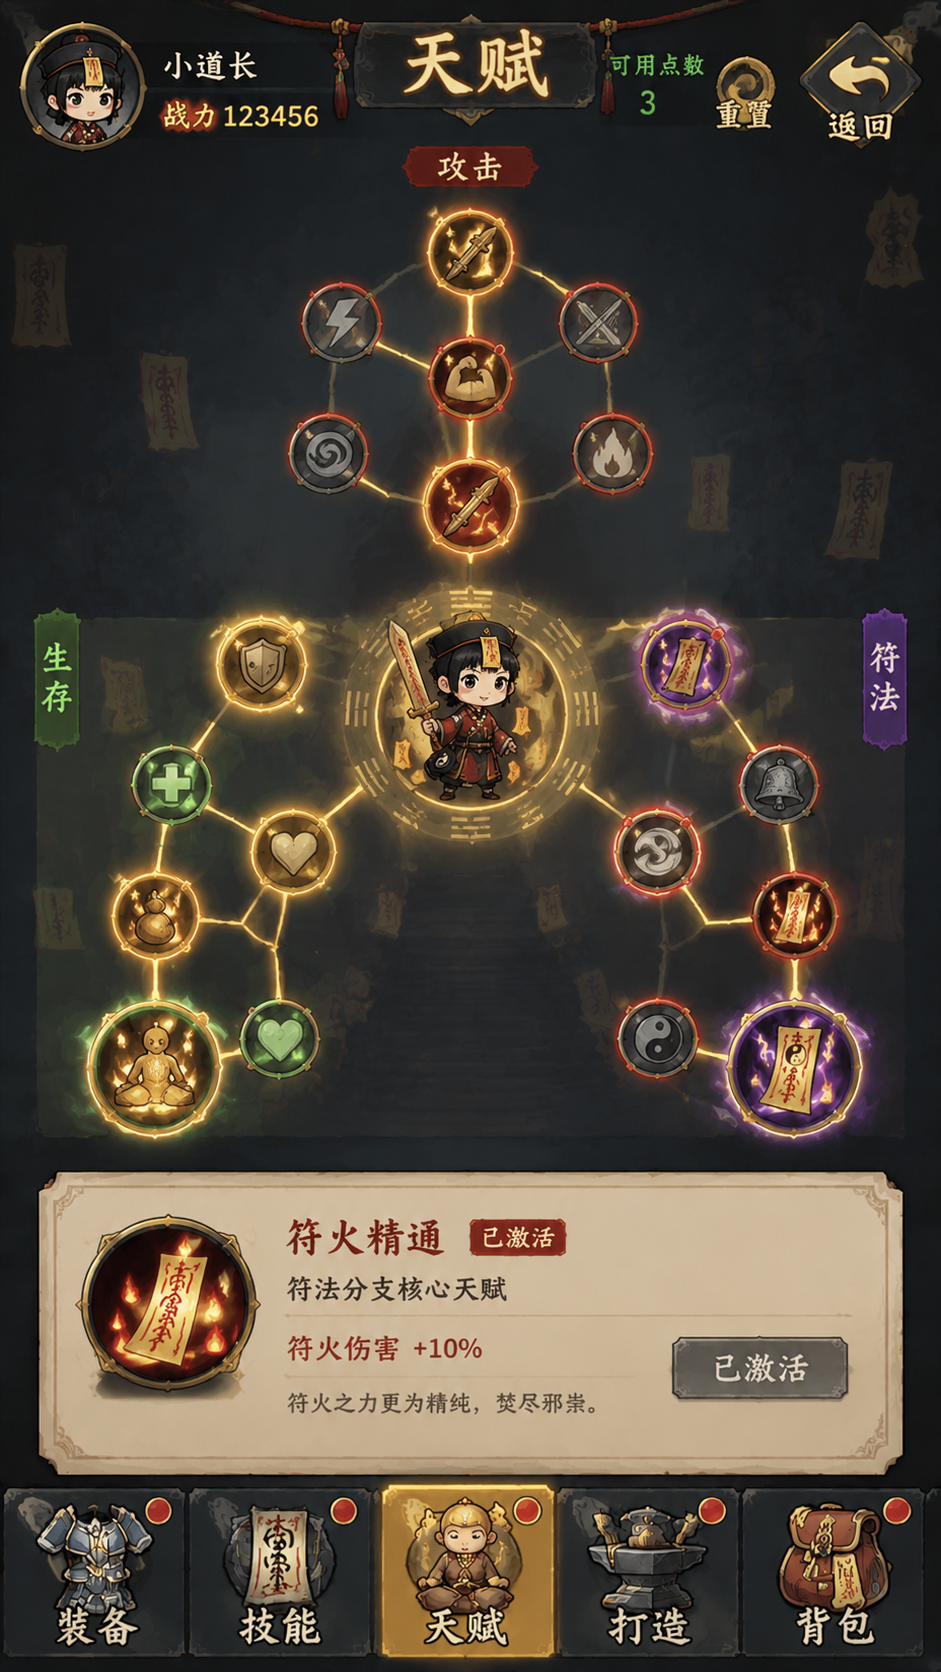 小道长
战力 123456
天赋
可用点数
3
重置
返回
攻击
生存
符法
符火精通 已激活
符法分支核心天赋
符火伤害 +10%
符火之力更为精纯，焚尽邪祟。
已激活
装备
技能
天赋
打造
背包